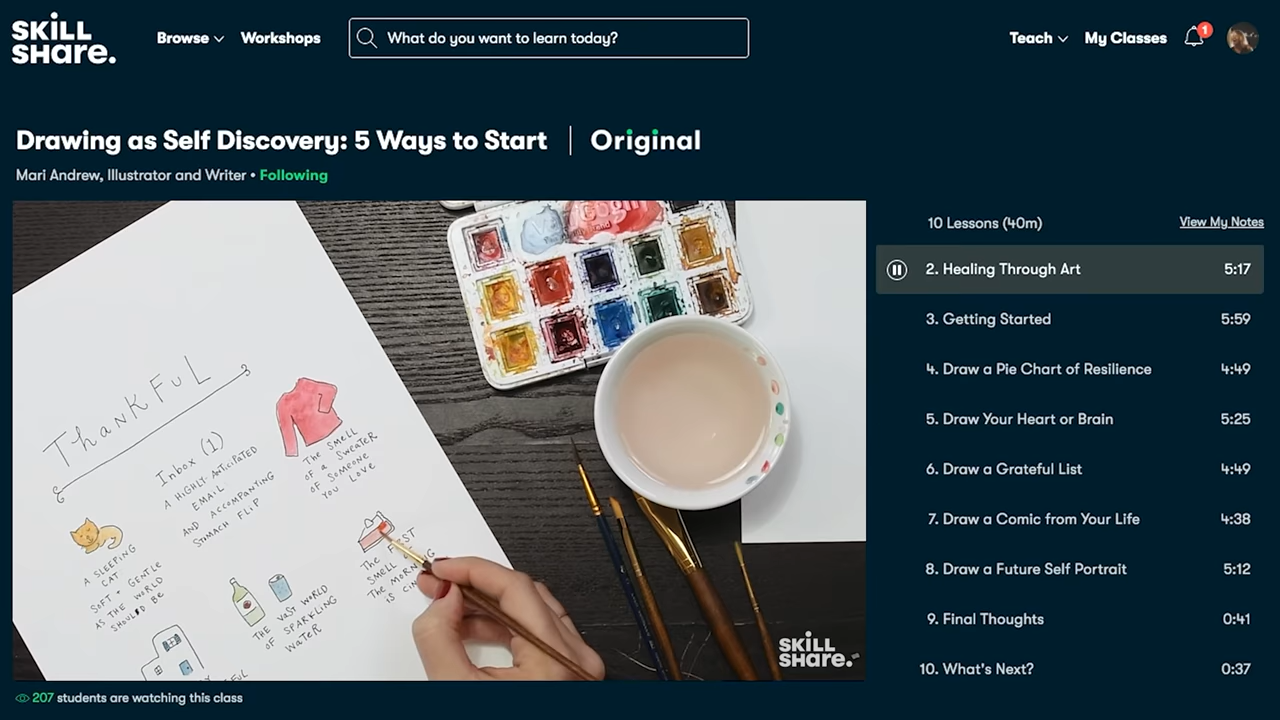 SKILL
SHARE.
Browse
Workshops
What do you want to learn today?
Teach
My Classes
1
Drawing as Self Discovery: 5 Ways to Start | Original
Mari Andrew, Illustrator and Writer • Following
THANKFUL
Inbox (1)
A HIGHLY-ANTICIPATED
EMAIL
AND ACCOMPANYING
STOMACH FLIP
THE SMELL
OF A SWEATER
OF SOMEONE
YOU LOVE
A SLEEPING
CAT
SOFT + GENTLE
AS THE WORLD
SHOULD BE
THE VAST WORLD
OF SPARKLING
WATER
THE FIRST
SMELL
THE MORNING
IS
SKILL
SHARE.
207 students are watching this class
10 Lessons (40m)
View My Notes
2. Healing Through Art 5:17
3. Getting Started 5:59
4. Draw a Pie Chart of Resilience 4:49
5. Draw Your Heart or Brain 5:25
6. Draw a Grateful List 4:49
7. Draw a Comic from Your Life 4:38
8. Draw a Future Self Portrait 5:12
9. Final Thoughts 0:41
10. What's Next? 0:37